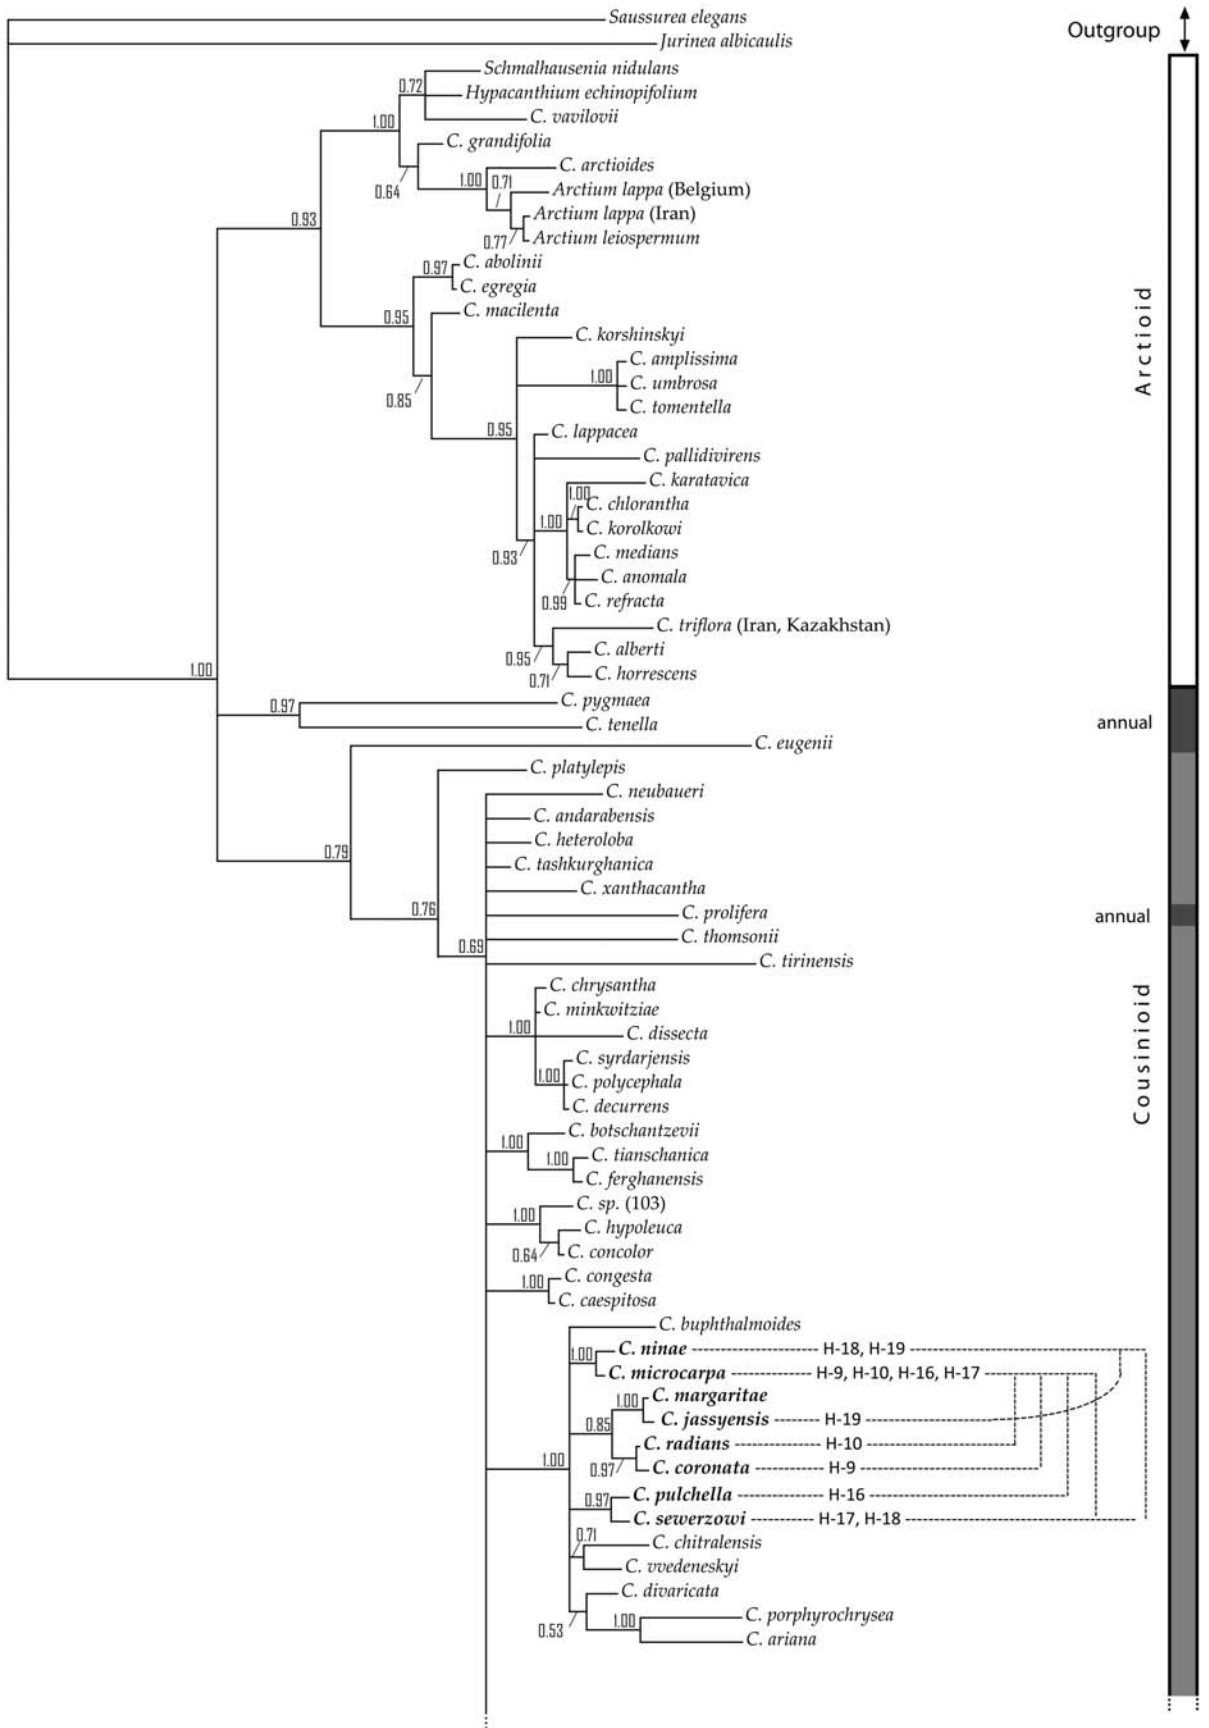 Saussurea elegans
Outgroup
Jurinea albicaulis
Schmalhausenia nidulans
0.72
Hypacanthium echinopifolium
C. vavilovii
1.00
C. grandifolia
C. arctioides
0.64
1.00 0.71
Arctium lappa (Belgium)
Arctium lappa (Iran)
0.93
0.77
Arctium leiospermum
C. abolinii
0.97
C. egregia
C. macilenta
0.95
C. korshinskyi
C. amplissima
1.00
C. umbrosa
0.85
C. tomentella
0.95
C. lappacea
C. pallidivirens
C. karatavica
1.00
C. chlorantha
1.00
C. korolkowi
0.93
C. medians
C. anomala
0.99
C. refracta
C. triflora (Iran, Kazakhstan)
C. alberti
0.95
C. horrescens
0.71
Arctioid
1.00
C. pygmaea
0.97
C. tenella
annual
C. eugenii
C. platylepis
C. neubaueri
C. andarabensis
C. heteroloba
0.79
C. tashkurghanica
C. xanthacantha
0.76
C. prolifera
annual
C. thomsonii
0.69
C. tirinensis
C. chrysantha
C. minkwitziae
1.00
C. dissecta
C. syrdarjensis
1.00
C. polycephala
C. decurrens
Cousinioid
C. botschantzevii
1.00
C. tianschanica
1.00
C. ferghanensis
C. sp. (103)
1.00
C. hypoleuca
0.64
C. concolor
C. congesta
1.00
C. caespitosa
C. buphthalmoides
C. ninae H-18, H-19
1.00
C. microcarpa H-9, H-10, H-16, H-17
C. margaritae
1.00
C. jassyensis H-19
0.85
C. radians H-10
1.00
C. coronata H-9
0.97
C. pulchella H-16
0.97
C. sewerzowi H-17, H-18
0.71
C. chitralensis
C. vvedeneskyi
C. divaricata
C. porphyrochrysea
0.53
1.00
C. ariana